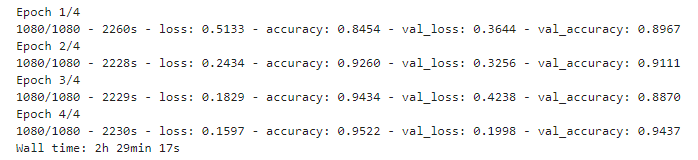 Epoch 1/4
1080/1080 - 2260s - loss: 0.5133 - accuracy: 0.8454 - val_loss: 0.3644 - val_accuracy: 0.8967
Epoch 2/4
1080/1080 - 2228s - loss: 0.2434 - accuracy: 0.9260 - val_loss: 0.3256 - val_accuracy: 0.9111
Epoch 3/4
1080/1080 - 2229s - loss: 0.1829 - accuracy: 0.9434 - val_loss: 0.4238 - val_accuracy: 0.8870
Epoch 4/4
1080/1080 - 2230s - loss: 0.1597 - accuracy: 0.9522 - val_loss: 0.1998 - val_accuracy: 0.9437
Wall time: 2h 29min 17s